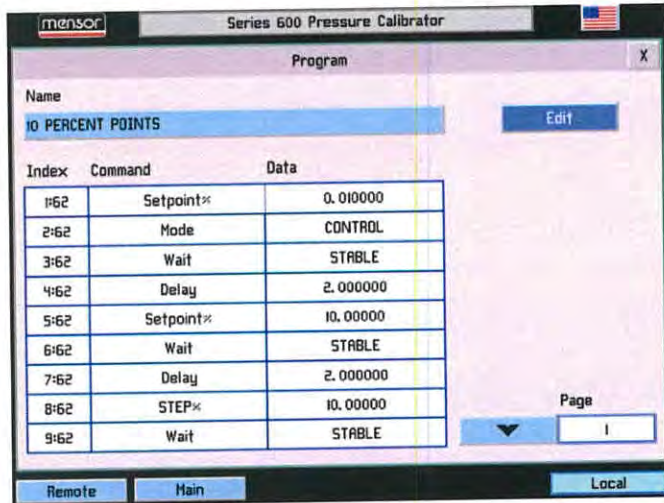 mensor
Series 600 Pressure Calibrator
Program
X
Name
10 PERCENT POINTS
Edit
Index Command Data
1:62 Setpoint% 0.010000
2:62 Mode CONTROL
3:62 Wait STABLE
4:62 Delay 2.000000
5:62 Setpoint% 10.00000
6:62 Wait STABLE
7:62 Delay 2.000000
8:62 STEP% 10.00000
9:62 Wait STABLE
Page
1
Remote Main Local